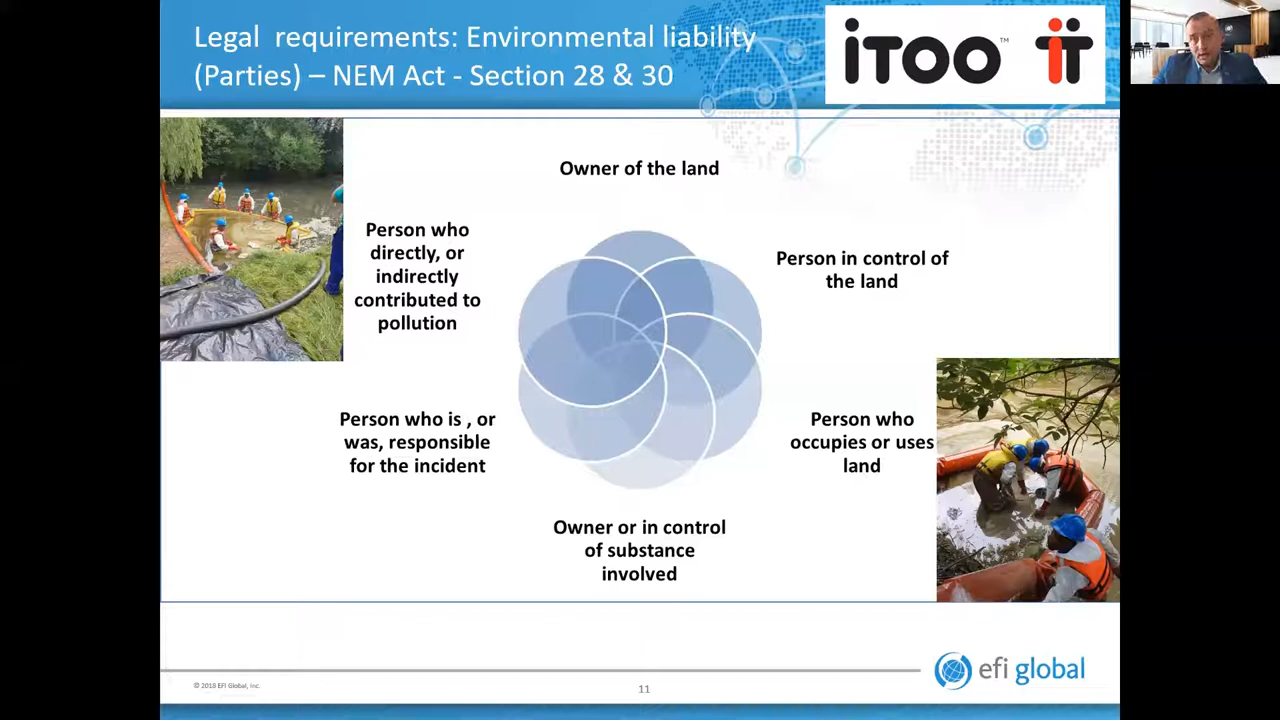 Legal requirements: Environmental liability
(Parties) – NEM Act - Section 28 & 30
iTOO™ iT
Owner of the land
Person who
directly, or
indirectly
contributed to
pollution
Person in control of
the land
Person who is , or
was, responsible
for the incident
Person who
occupies or uses
land
Owner or in control
of substance
involved
© 2018 EFI Global, Inc.
11
efi global